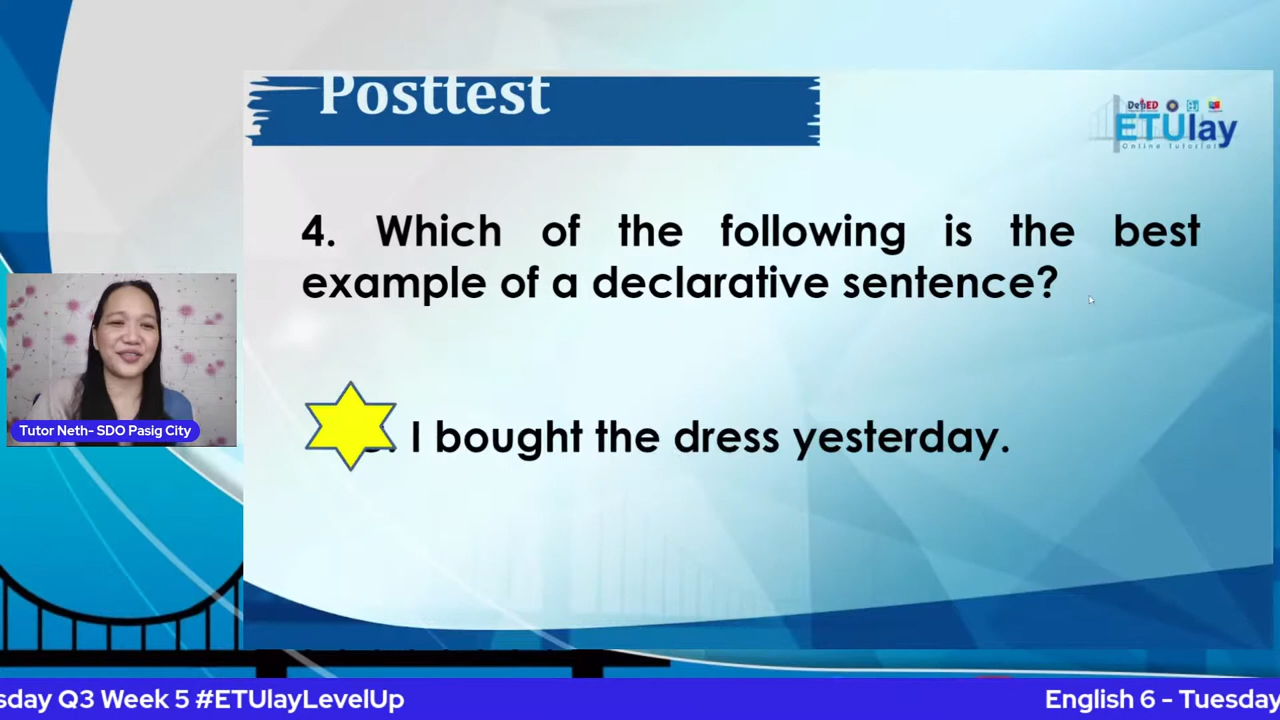 Posttest
DepED
ETUlay
Online Tutorial
4. Which of the following is the best
example of a declarative sentence?
I bought the dress yesterday.
Tutor Neth- SDO Pasig City
sday Q3 Week 5 #ETUlayLevelUp
English 6 - Tuesday